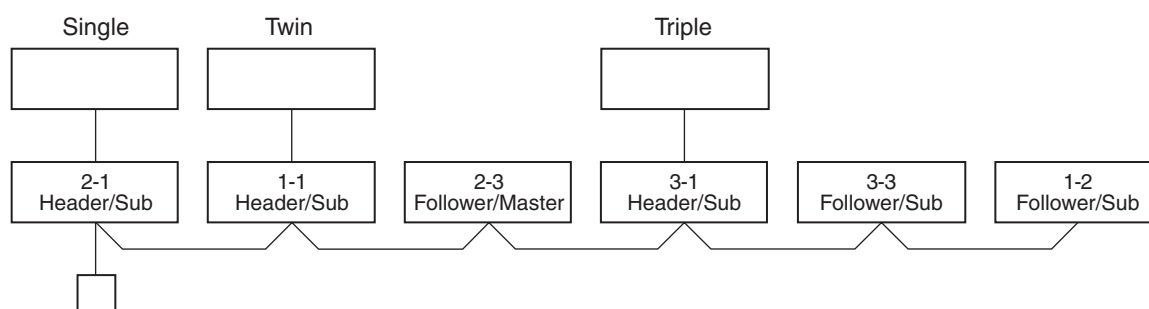 Single
Twin
Triple
2-1
Header/Sub
1-1
Header/Sub
2-3
Follower/Master
3-1
Header/Sub
3-3
Follower/Sub
1-2
Follower/Sub